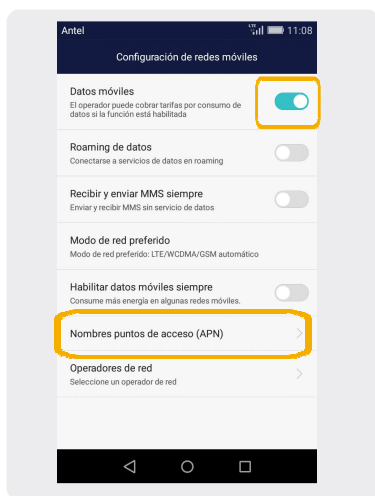 Antel LTE 11:08
Configuración de redes móviles
Datos móviles
El operador puede cobrar tarifas por consumo de
datos si la función está habilitada
Roaming de datos
Conectarse a servicios de datos en roaming
Recibir y enviar MMS siempre
Enviar y recibir MMS sin servicio de datos
Modo de red preferido
Modo de red preferido: LTE/WCDMA/GSM automático
Habilitar datos móviles siempre
Consume más energía en algunas redes móviles.
Nombres puntos de acceso (APN)
Operadores de red
Seleccione un operador de red